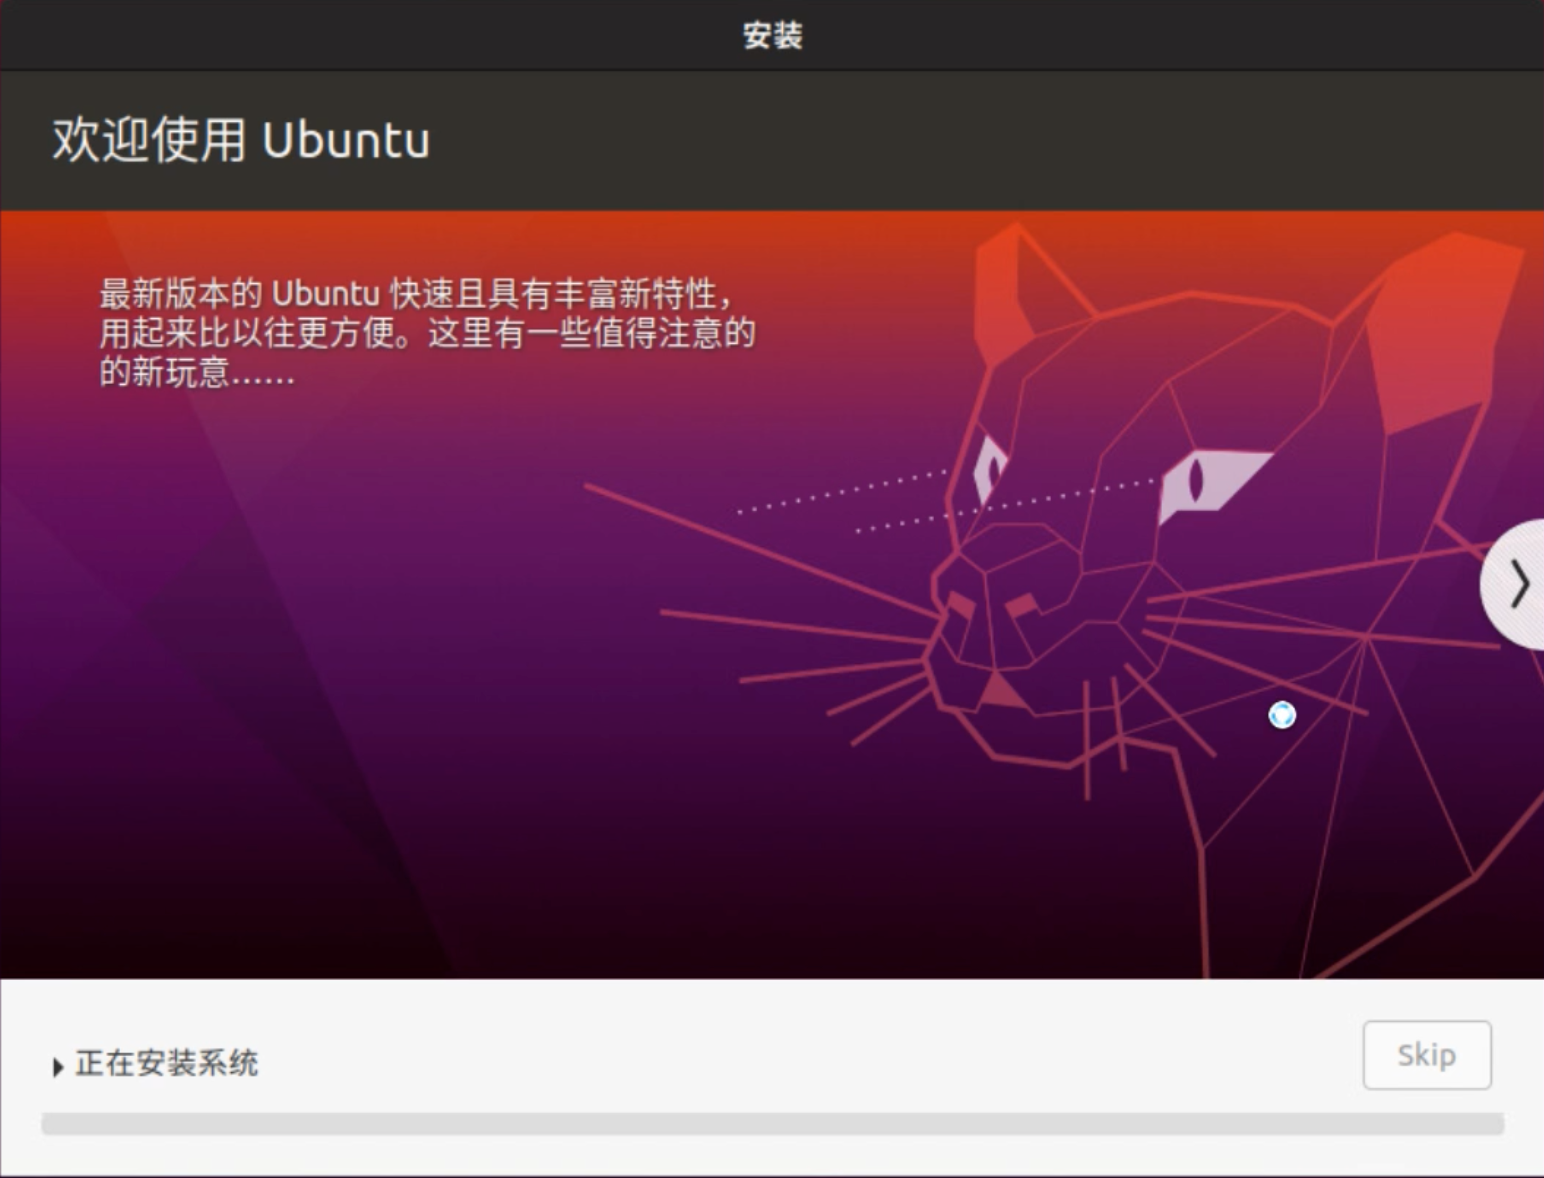 安装
欢迎使用 Ubuntu
最新版本的 Ubuntu 快速且具有丰富新特性，
用起来比以往更方便。这里有一些值得注意的
的新玩意……
正在安装系统
Skip